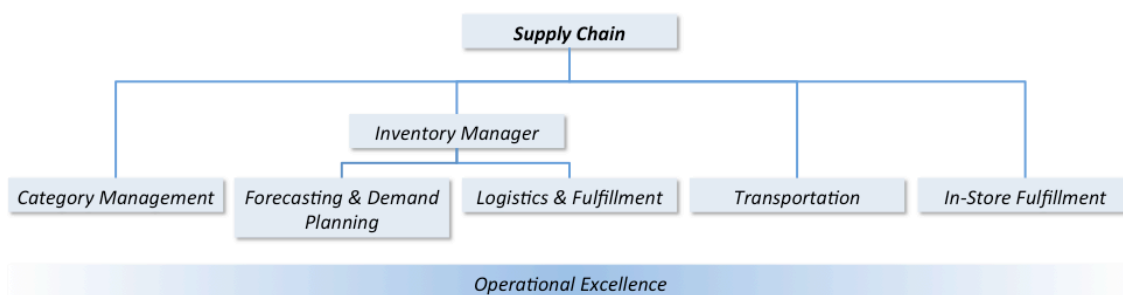 Supply Chain
Inventory Manager
Category Management
Forecasting & Demand
Planning
Logistics & Fulfillment
Transportation
In-Store Fulfillment
Operational Excellence